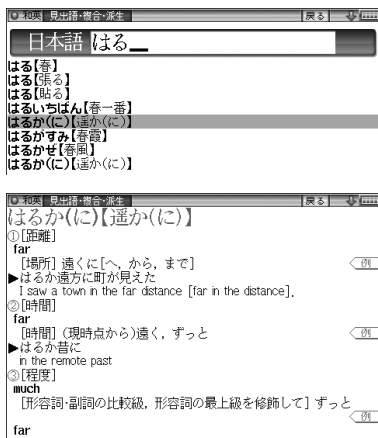 和英 見出語・複合・派生 戻る
日本語 はる
はる【春】
はる【張る】
はる【貼る】
はるいちばん【春一番】
はるか(に)【遥か(に)】
はるがすみ【春霞】
はるかぜ【春風】
はるか(に)【遥か(に)】
和英 見出語・複合・派生 戻る
はるか(に)【遥か(に)】
①[距離]
far
[場所] 遠くに[へ, から, まで] 例
▶はるか遠方に町が見えた
I saw a town in the far distance [far in the distance].
②[時間]
far
[時間] (現時点から)遠く, ずっと 例
▶はるか昔に
in the remote past
③[程度]
much
[形容詞・副詞の比較級, 形容詞の最上級を修飾して] ずっと
例
far